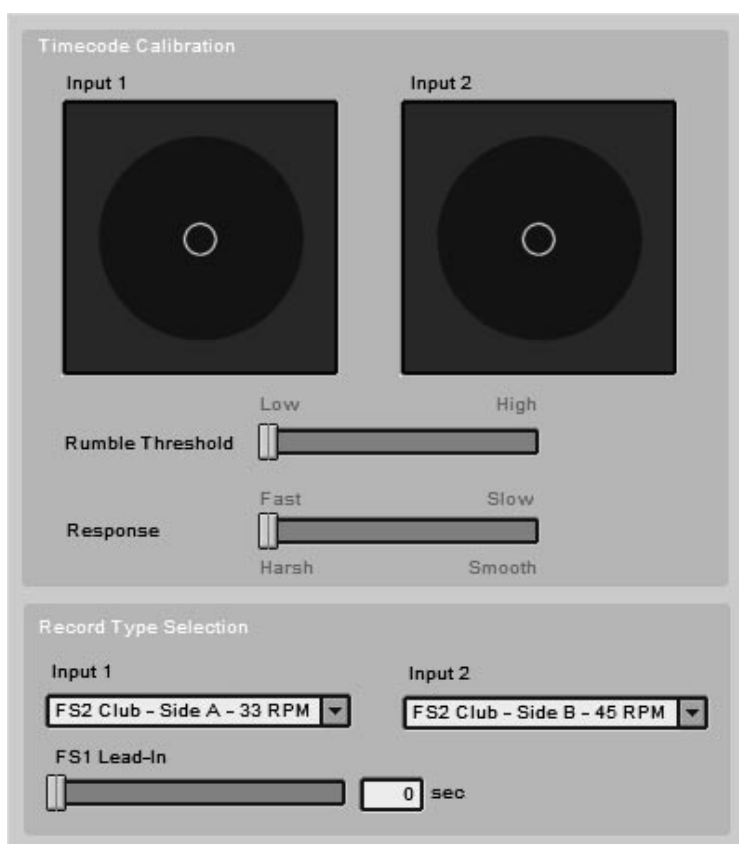 Timecode Calibration
Input 1 Input 2
Low High
Rumble Threshold
Fast Slow
Response
Harsh Smooth
Record Type Selection
Input 1 Input 2
FS2 Club - Side A - 33 RPM FS2 Club - Side B - 45 RPM
FS1 Lead-In
0 sec